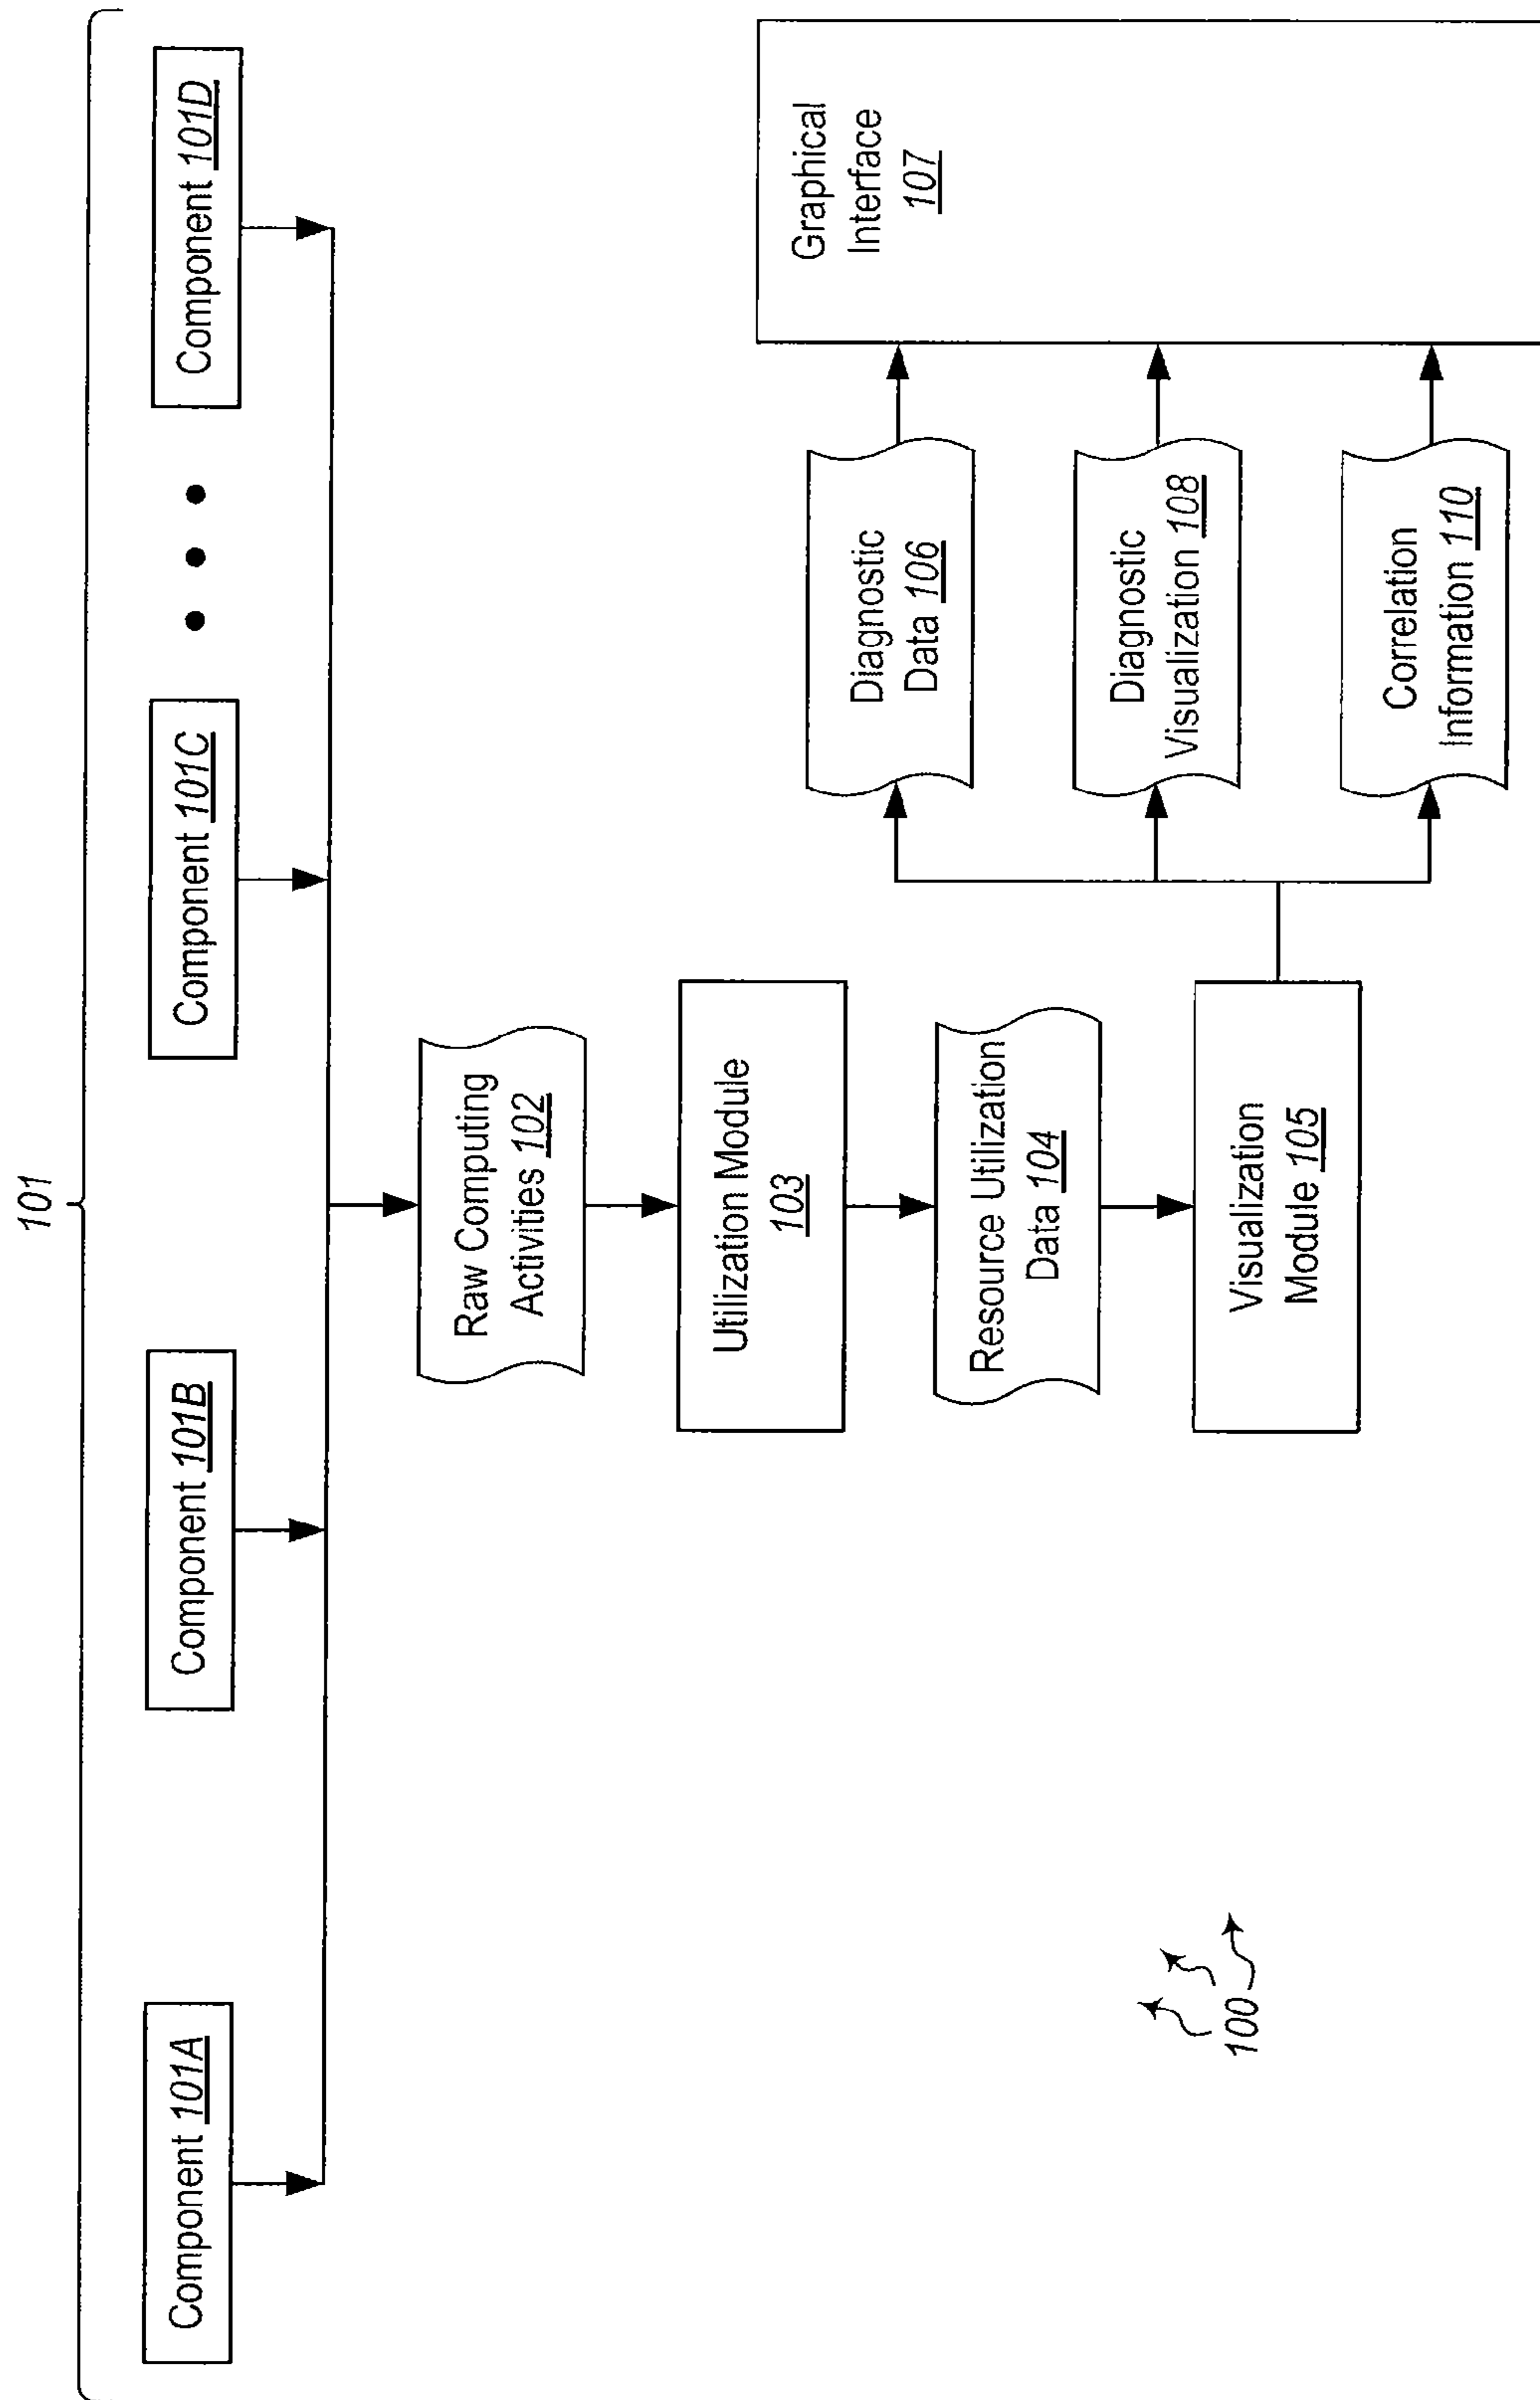 101
Component 101A
Component 101B
Component 101C
Component 101D
Raw Computing
Activities 102
Utilization Module
103
Resource Utilization
Data 104
Visualization
Module 105
Diagnostic
Data 106
Diagnostic
Visualization 108
Correlation
Information 110
Graphical
Interface
107
100